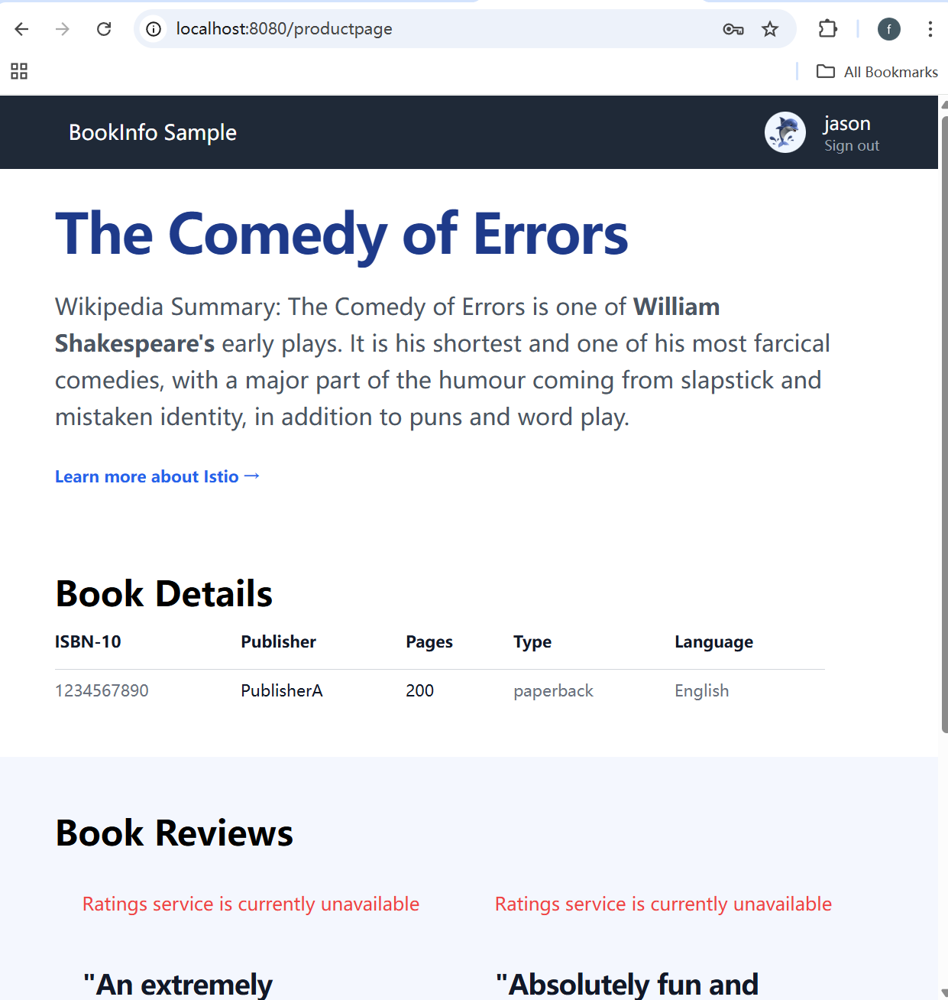 localhost:8080/productpage
f
All Bookmarks
BookInfo Sample
jason
Sign out
The Comedy of Errors
Wikipedia Summary: The Comedy of Errors is one of William
Shakespeare's early plays. It is his shortest and one of his most farcical
comedies, with a major part of the humour coming from slapstick and
mistaken identity, in addition to puns and word play.
Learn more about Istio →
Book Details
ISBN-10 Publisher Pages Type Language
1234567890 PublisherA 200 paperback English
Book Reviews
Ratings service is currently unavailable Ratings service is currently unavailable
"An extremely "Absolutely fun and